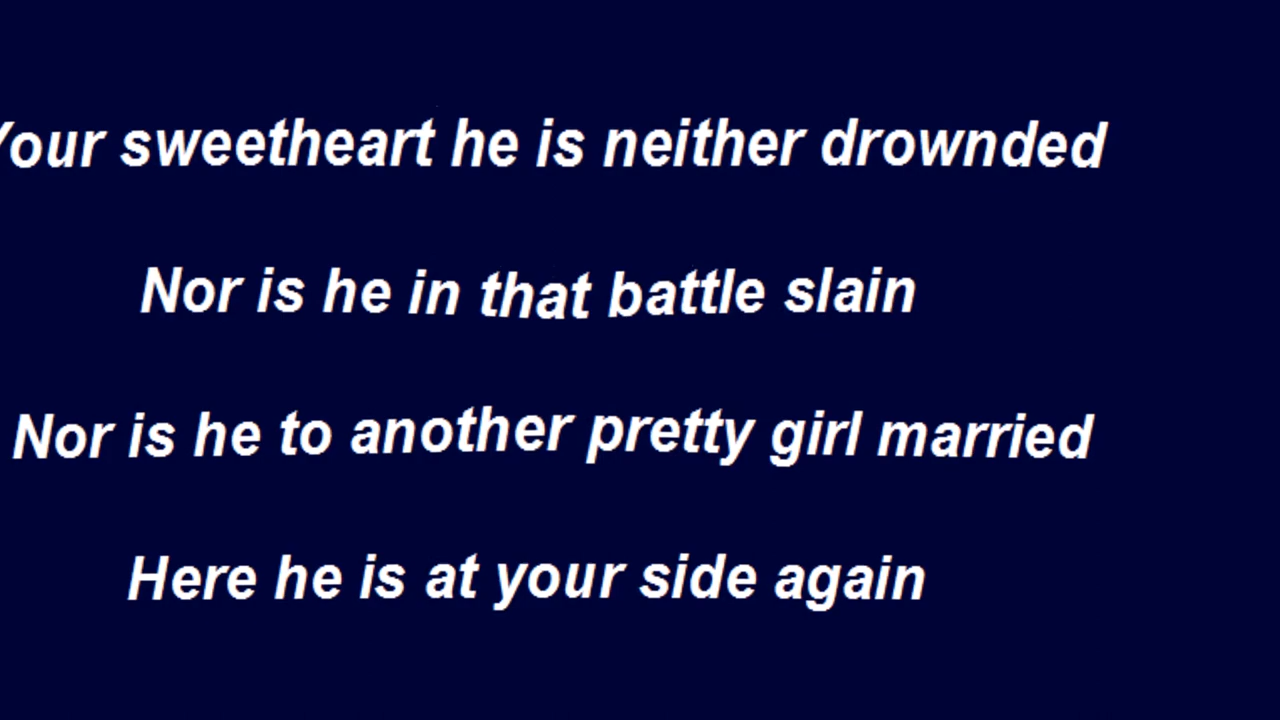 Your sweetheart he is neither drownded
Nor is he in that battle slain
Nor is he to another pretty girl married
Here he is at your side again